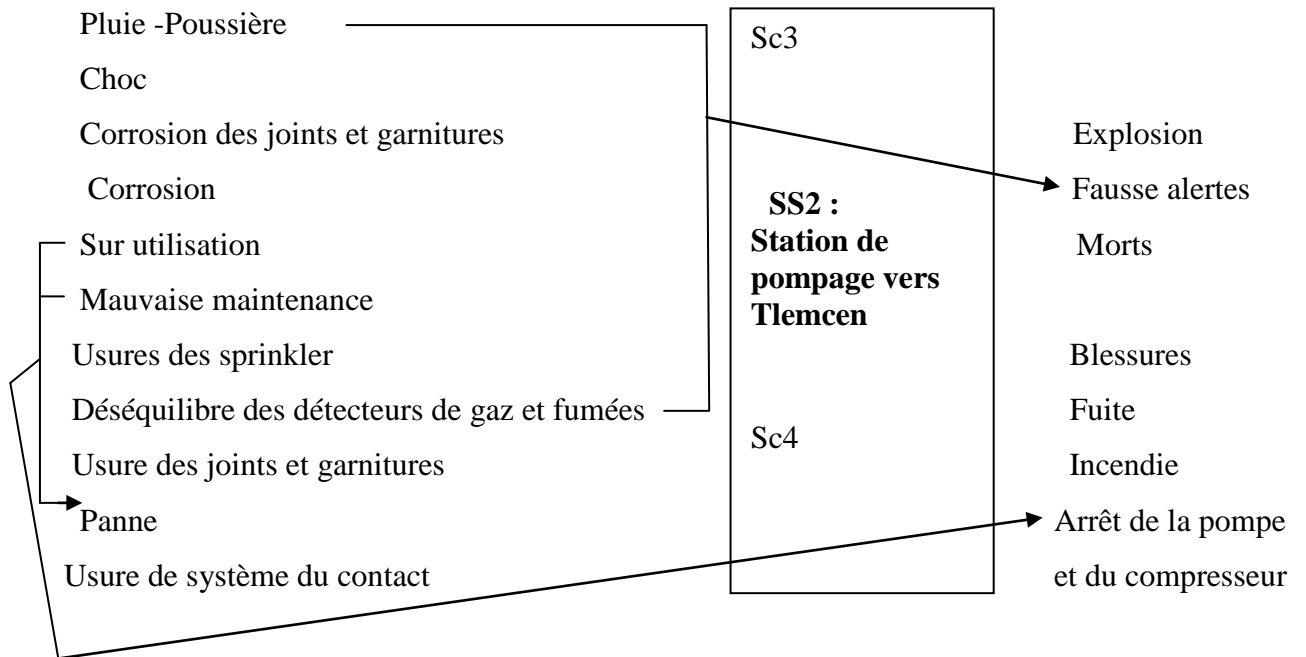 Pluie -Poussière
Choc
Corrosion des joints et garnitures
Corrosion
Sur utilisation
Mauvaise maintenance
Usures des sprinkler
Déséquilibre des détecteurs de gaz et fumées
Usure des joints et garnitures
Panne
Usure de système du contact
Sc3
SS2 :
Station de
pompage vers
Tlemcen
Sc4
Explosion
Fausse alertes
Morts
Blessures
Fuite
Incendie
Arrêt de la pompe
et du compresseur